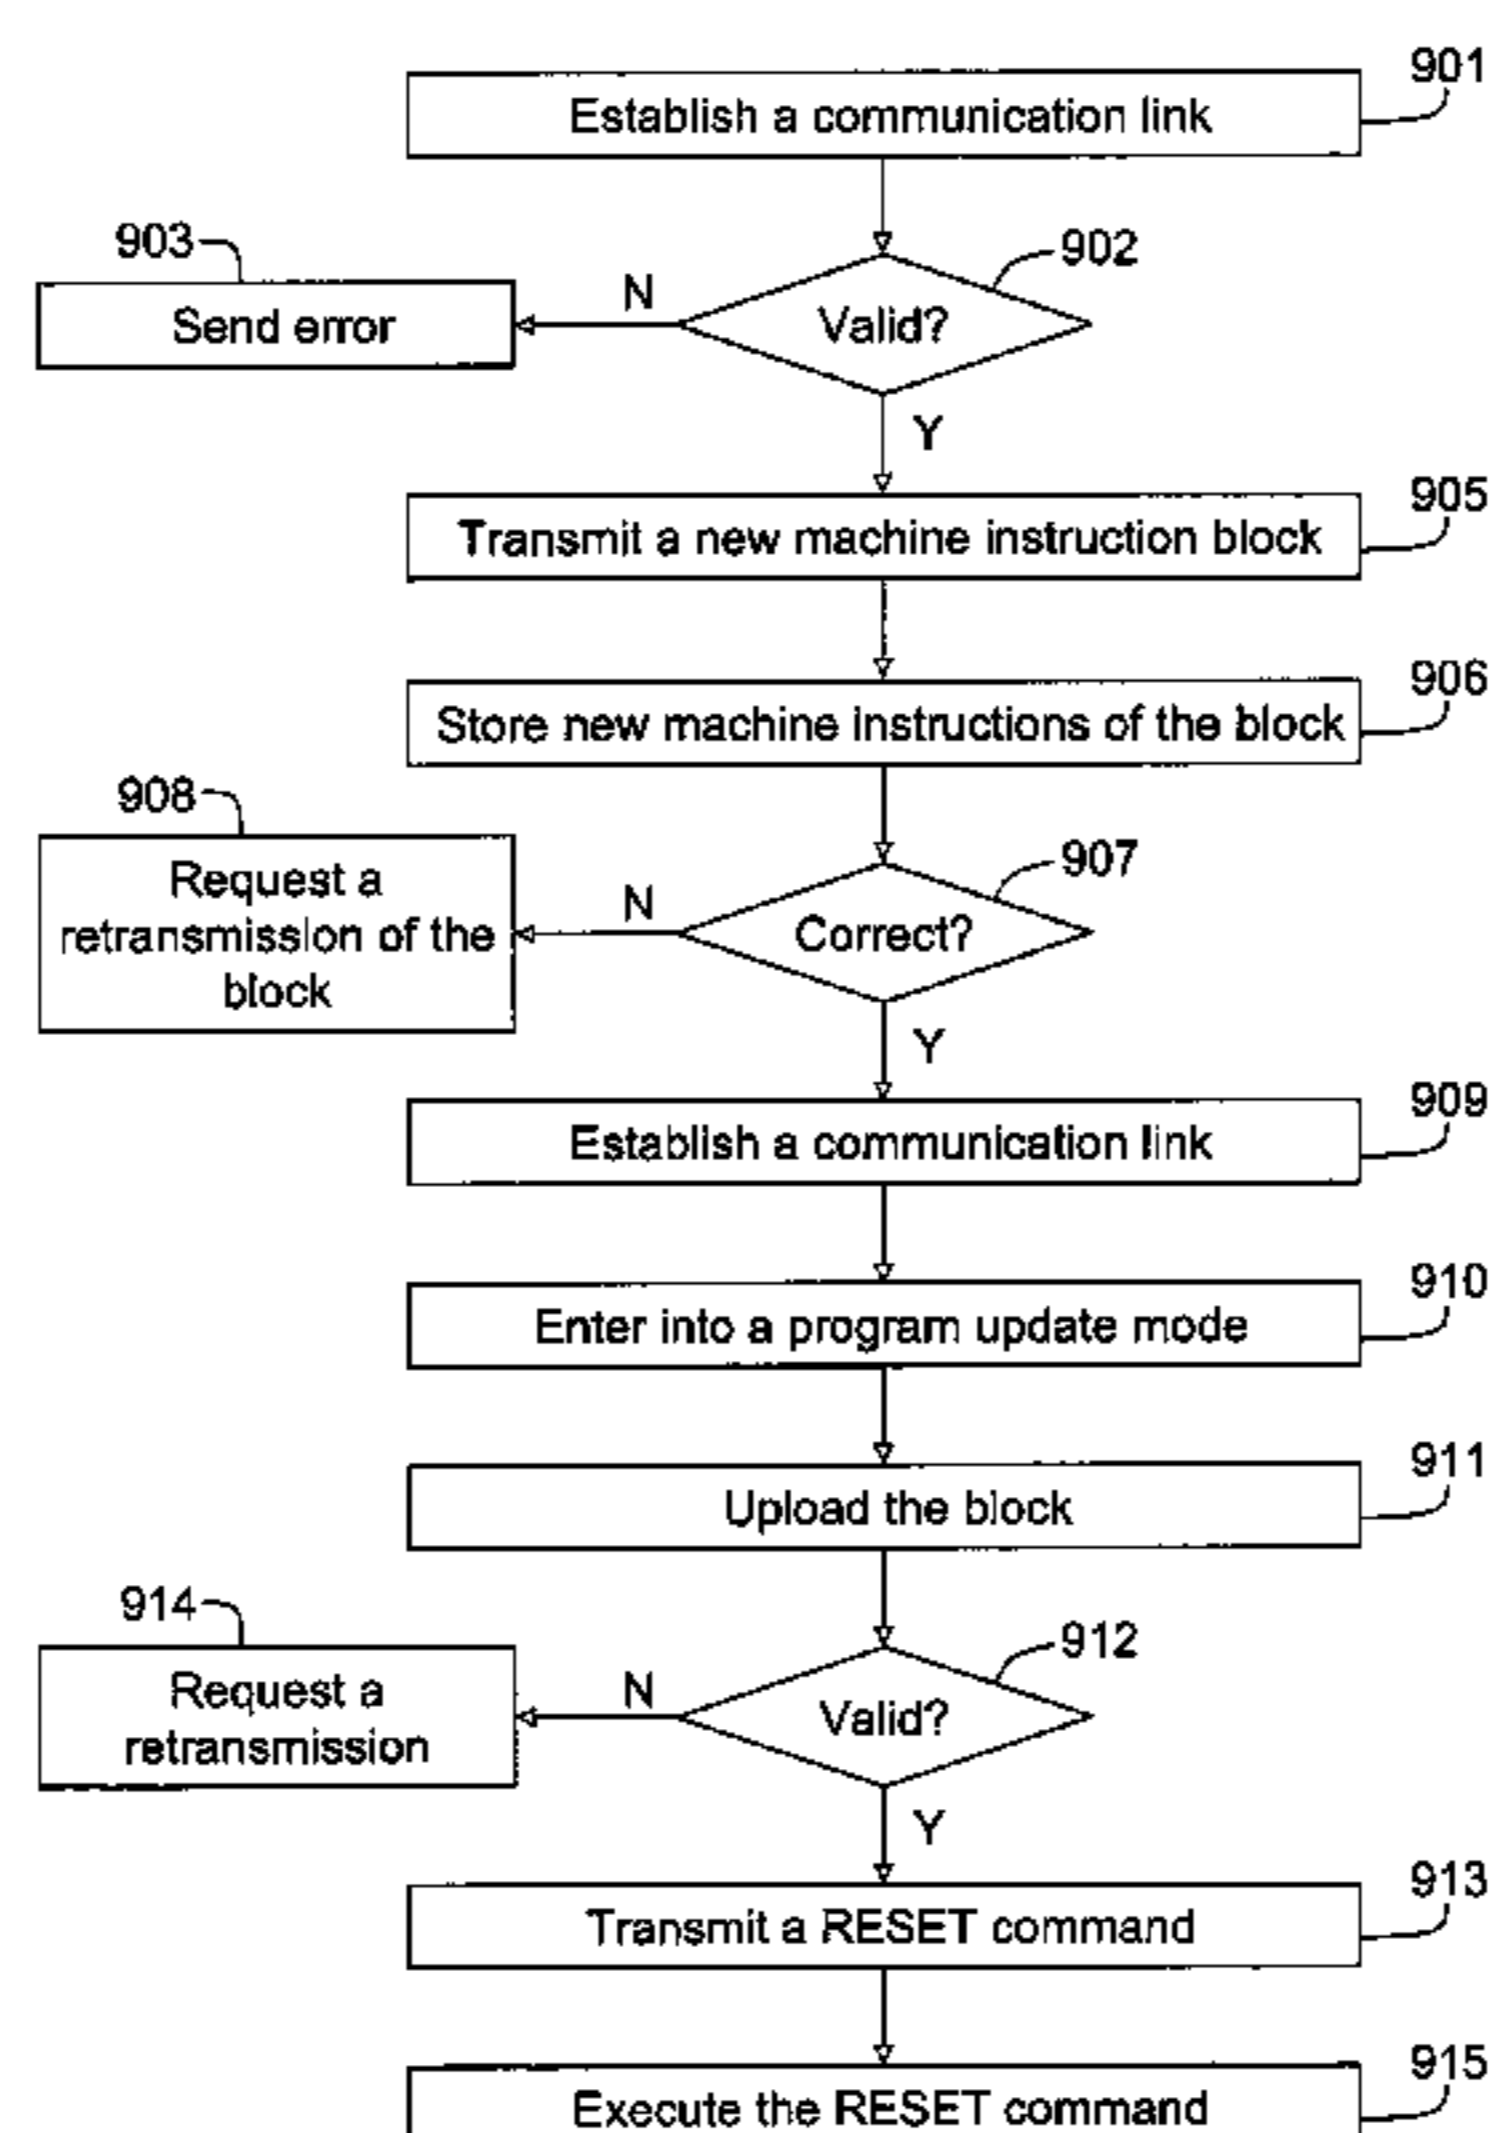 901
Establish a communication link
903
902
N
Send error
Valid?
Y
905
Transmit a new machine instruction block
906
Store new machine instructions of the block
908
907
Request a
N
retransmission of the
Correct?
block
Y
909
Establish a communication link
910
Enter into a program update mode
911
Upload the block
914
912
Request a
N
Valid?
retransmission
Y
913
Transmit a RESET command
915
Execute the RESET command